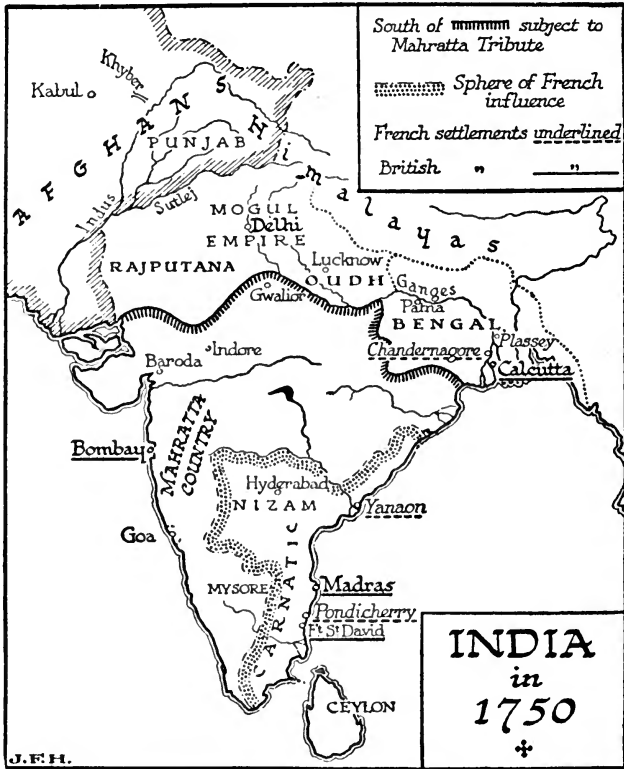 South of subject to
Mahratta Tribute
Sphere of French
influence
French settlements underlined
British " "
Kabul
Khyber
AFGHANS
PUNJAB
Himalayas
Indus
Sutlej
MOGUL
Delhi
EMPIRE
RAJPUTANA
Lucknow
OUDH
Gwalior
Ganges
Patna
BENGAL
Plassey
Chandernagore
Calcutta
Indore
Baroda
MAHRATTA
COUNTRY
Bombay
Hyderabad
NIZAM
Yanaon
Goa
CARNATIC
MYSORE
Madras
Pondicherry
Ft. St. David
CEYLON
INDIA
in
1750
J.F.H.